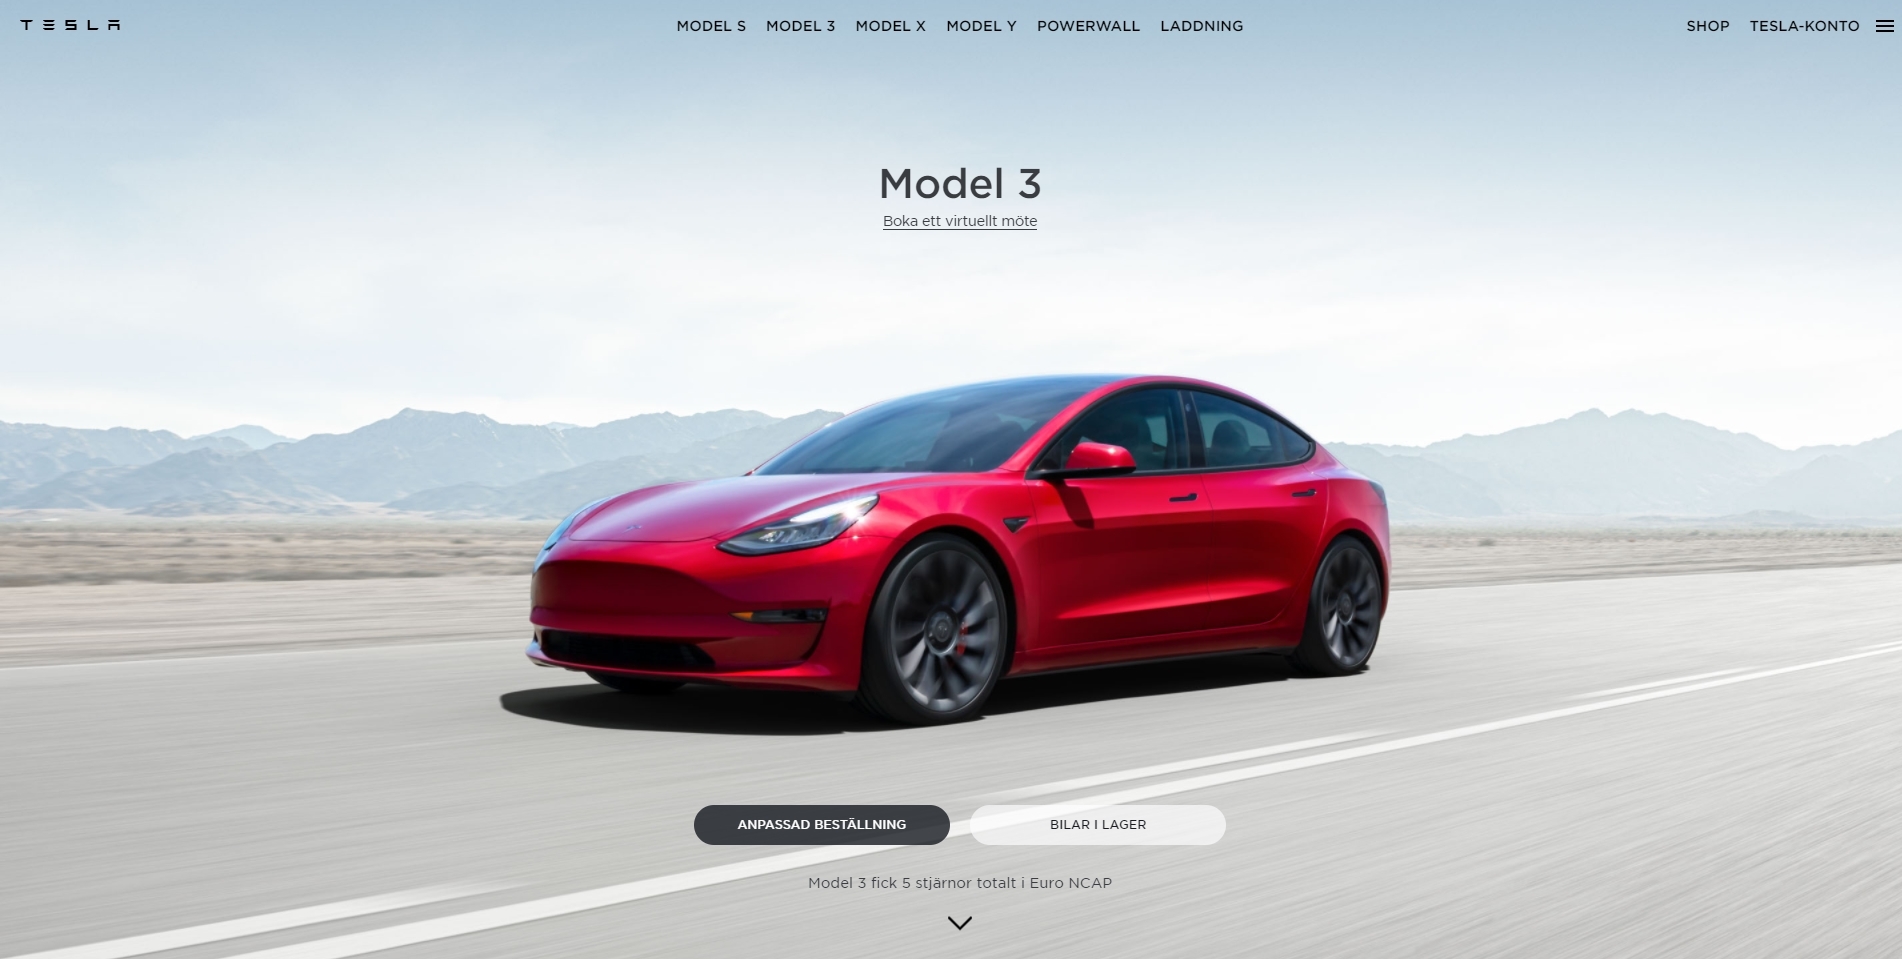 TESLA
MODEL S MODEL 3 MODEL X MODEL Y POWERWALL LADDNING
SHOP TESLA-KONTO
Model 3
Boka ett virtuellt möte
ANPASSAD BESTÄLLNING
BILAR I LAGER
Model 3 fick 5 stjärnor totalt i Euro NCAP